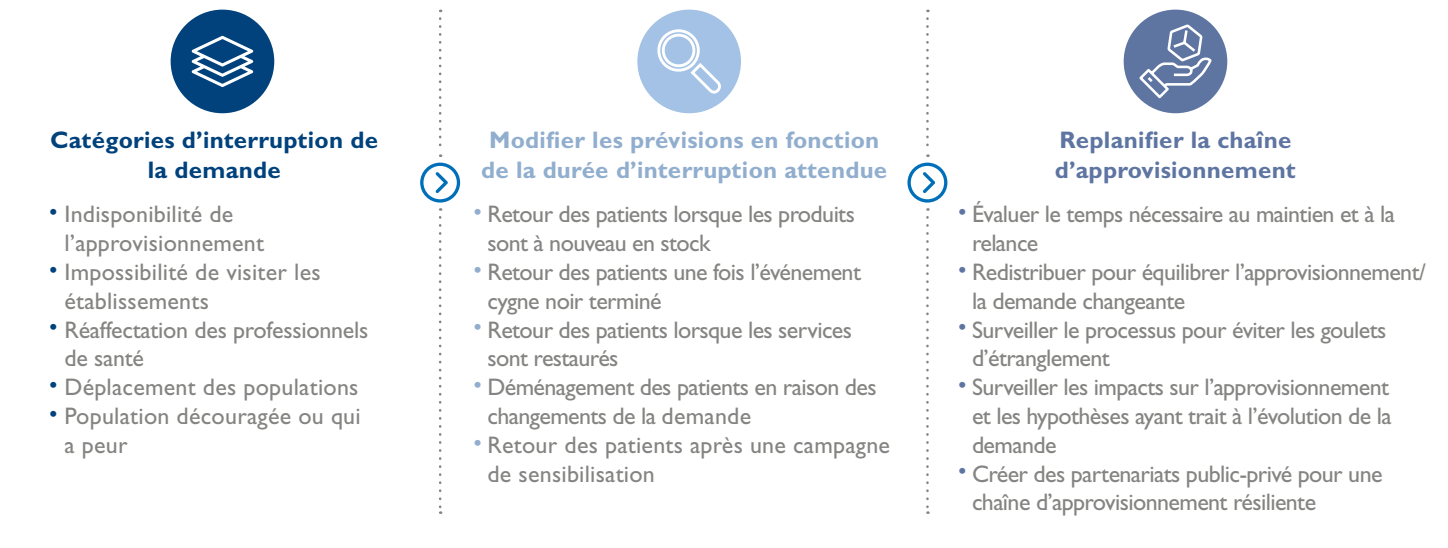 Catégories d’interruption de
la demande
• Indisponibilité de
l’approvisionnement
• Impossibilité de visiter les
établissements
• Réaffectation des professionnels
de santé
• Déplacement des populations
• Population découragée ou qui
a peur
Modifier les prévisions en fonction
de la durée d’interruption attendue
• Retour des patients lorsque les produits
sont à nouveau en stock
• Retour des patients une fois l’événement
cygne noir terminé
• Retour des patients lorsque les services
sont restaurés
• Déménagement des patients en raison des
changements de la demande
• Retour des patients après une campagne
de sensibilisation
Replanifier la chaîne
d’approvisionnement
• Évaluer le temps nécessaire au maintien et à la
relance
• Redistribuer pour équilibrer l’approvisionnement/
la demande changeante
• Surveiller le processus pour éviter les goulets
d’étranglement
• Surveiller les impacts sur l’approvisionnement
et les hypothèses ayant trait à l’évolution de la
demande
• Créer des partenariats public-privé pour une
chaîne d’approvisionnement résiliente